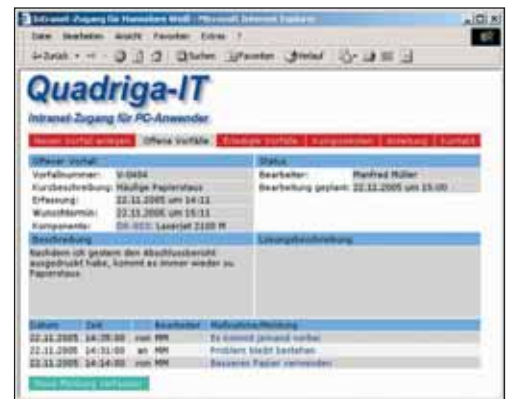 Intranet-Zugang für Hannelore Weiß - Microsoft Internet Explorer
Datei Bearbeiten Ansicht Favoriten Extras ?
Zurück Suchen Favoriten Verlauf
Quadriga-IT
Intranet-Zugang für PC-Anwender
Neuen Vorfall anlegen Offene Vorfälle Erledigte Vorfälle Komponenten Anleitung Kontakt
Offener Vorfall Status
Vorfallnummer: V-0404 Bearbeiter: Manfred Müller
Kurzbeschreibung: Häufige Papierstaus Bearbeitung geplant: 22.11.2005 um 15:00
Erfassung: 22.11.2005 um 14:11
Wunschtermin: 22.11.2005 um 15:11
Komponente: Laserjet 2100 M
Beschreibung Lösungsbeschreibung
Nachdem ich gestern den Abschlussbericht
ausgedruckt habe, kommt es immer wieder zu
Papierstaus
Datum Zeit Bearbeiter Maßnahme/Meldung
22.11.2005 14:35:00 von MM Es kommt jemand vorbei
22.11.2005 14:31:00 an MM Problem bleibt bestehen
22.11.2005 14:14:00 von MM Besseres Papier verwenden
Neue Meldung verfassen